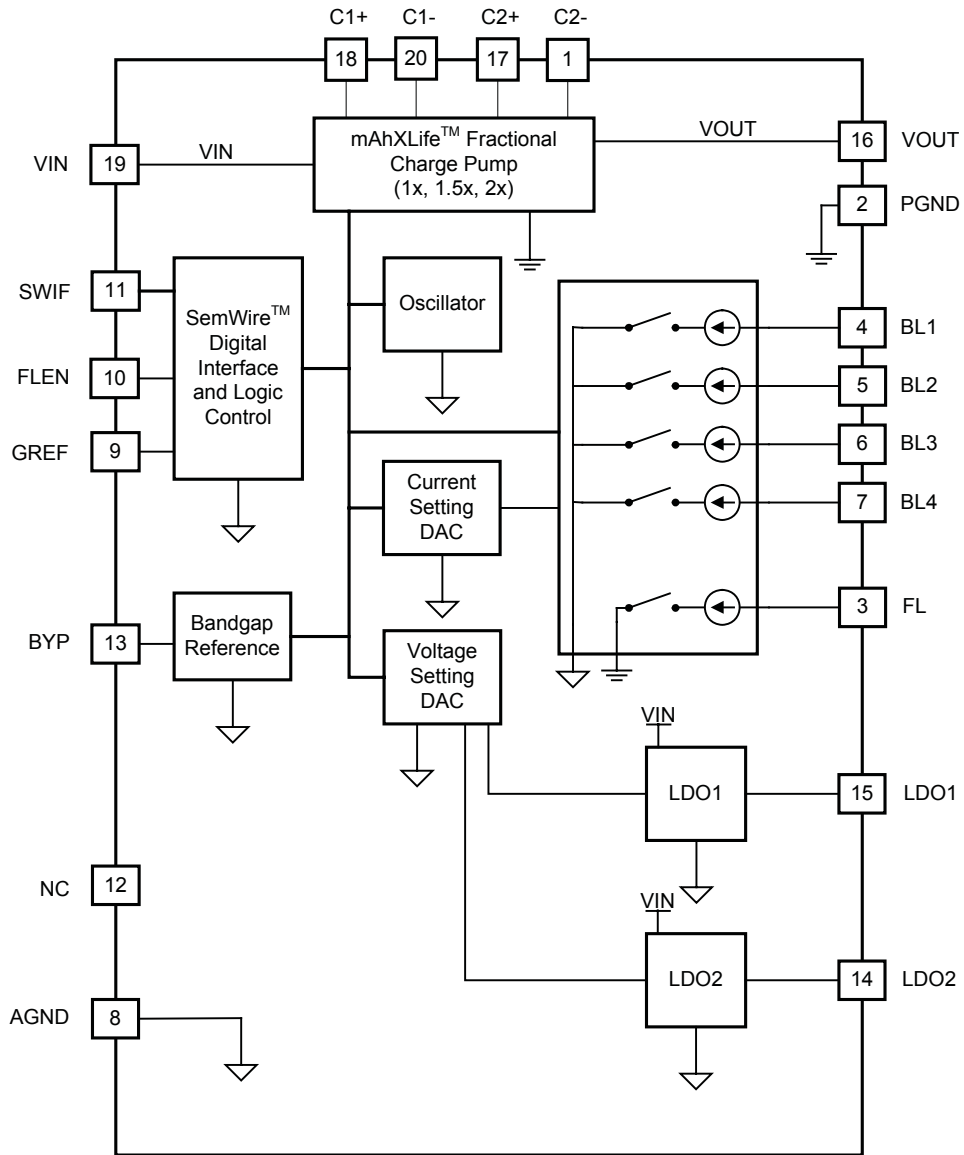 C1+ C1- C2+ C2-
18 20 17 1
mAhXLife™ Fractional
Charge Pump
(1x, 1.5x, 2x)
VIN 19 VIN
VOUT 16 VOUT
2 PGND
SWIF 11
FLEN 10
GREF 9
SemWire™
Digital
Interface
and Logic
Control
Oscillator
4 BL1
5 BL2
6 BL3
7 BL4
3 FL
Current
Setting
DAC
BYP 13
Bandgap
Reference
Voltage
Setting
DAC
VIN
LDO1
15 LDO1
NC 12
VIN
LDO2
14 LDO2
AGND 8